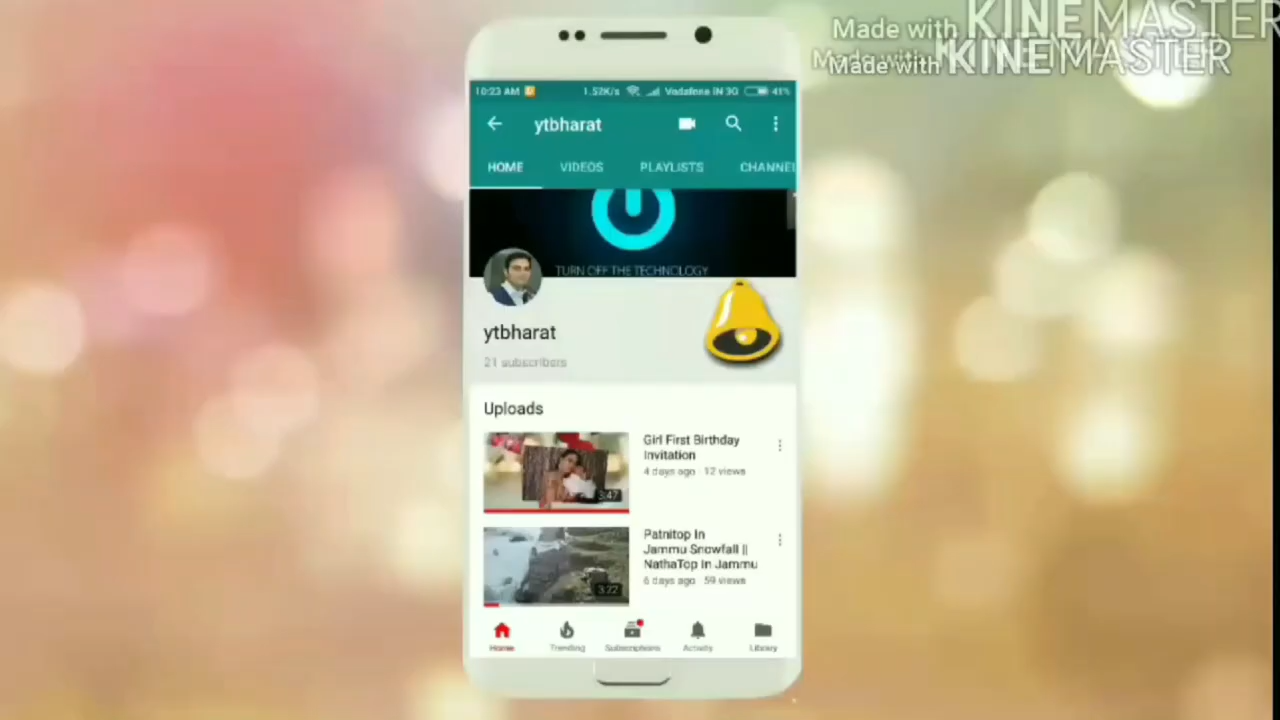 Made with KINEMASTER
Made with KINEMASTER
10:23 AM 1.52K/s Vodafone IN 3G 41%
ytbharat
HOME VIDEOS PLAYLISTS CHANNEL
TURN OFF THE TECHNOLOGY
ytbharat
21 subscribers
Uploads
Girl First Birthday
Invitation
4 days ago · 12 views
3:47
Patnitop In
Jammu Snowfall ||
NathaTop In Jammu
6 days ago · 59 views
3:22
Home Trending Subscriptions Activity Library